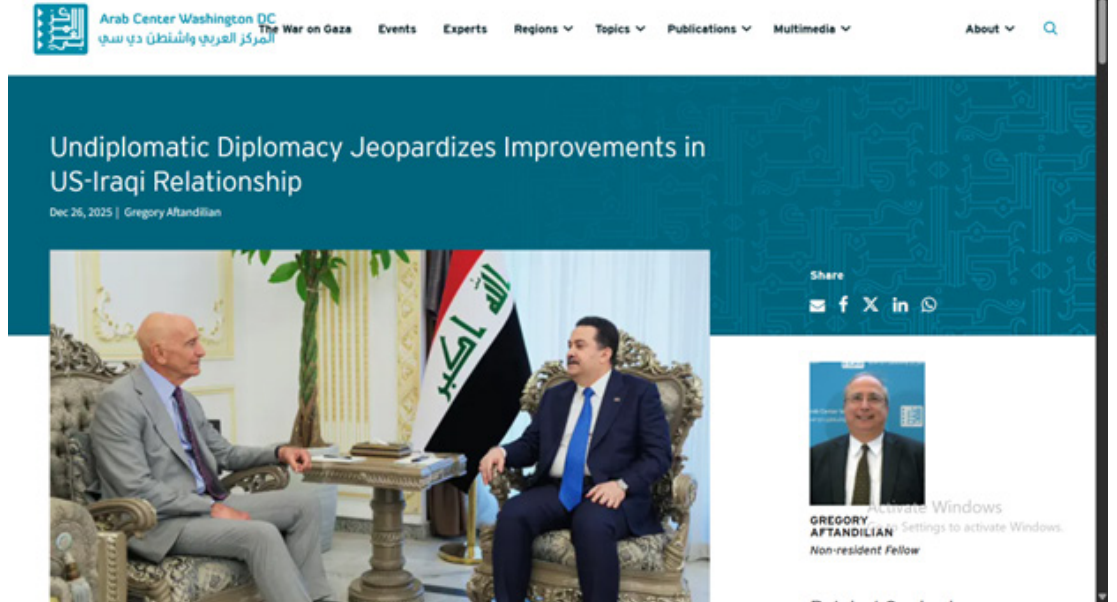 Arab Center Washington DC
المركز العربي واشنطن دي سي
The War on Gaza Events Experts Regions Topics Publications Multimedia About
Undiplomatic Diplomacy Jeopardizes Improvements in
US-Iraqi Relationship
Dec 26, 2025 | Gregory Aftandilian
الله
اكبر
Share
GREGORY
AFTANDILIAN
Non-resident Fellow
Activate Windows
Go to Settings to activate Windows.